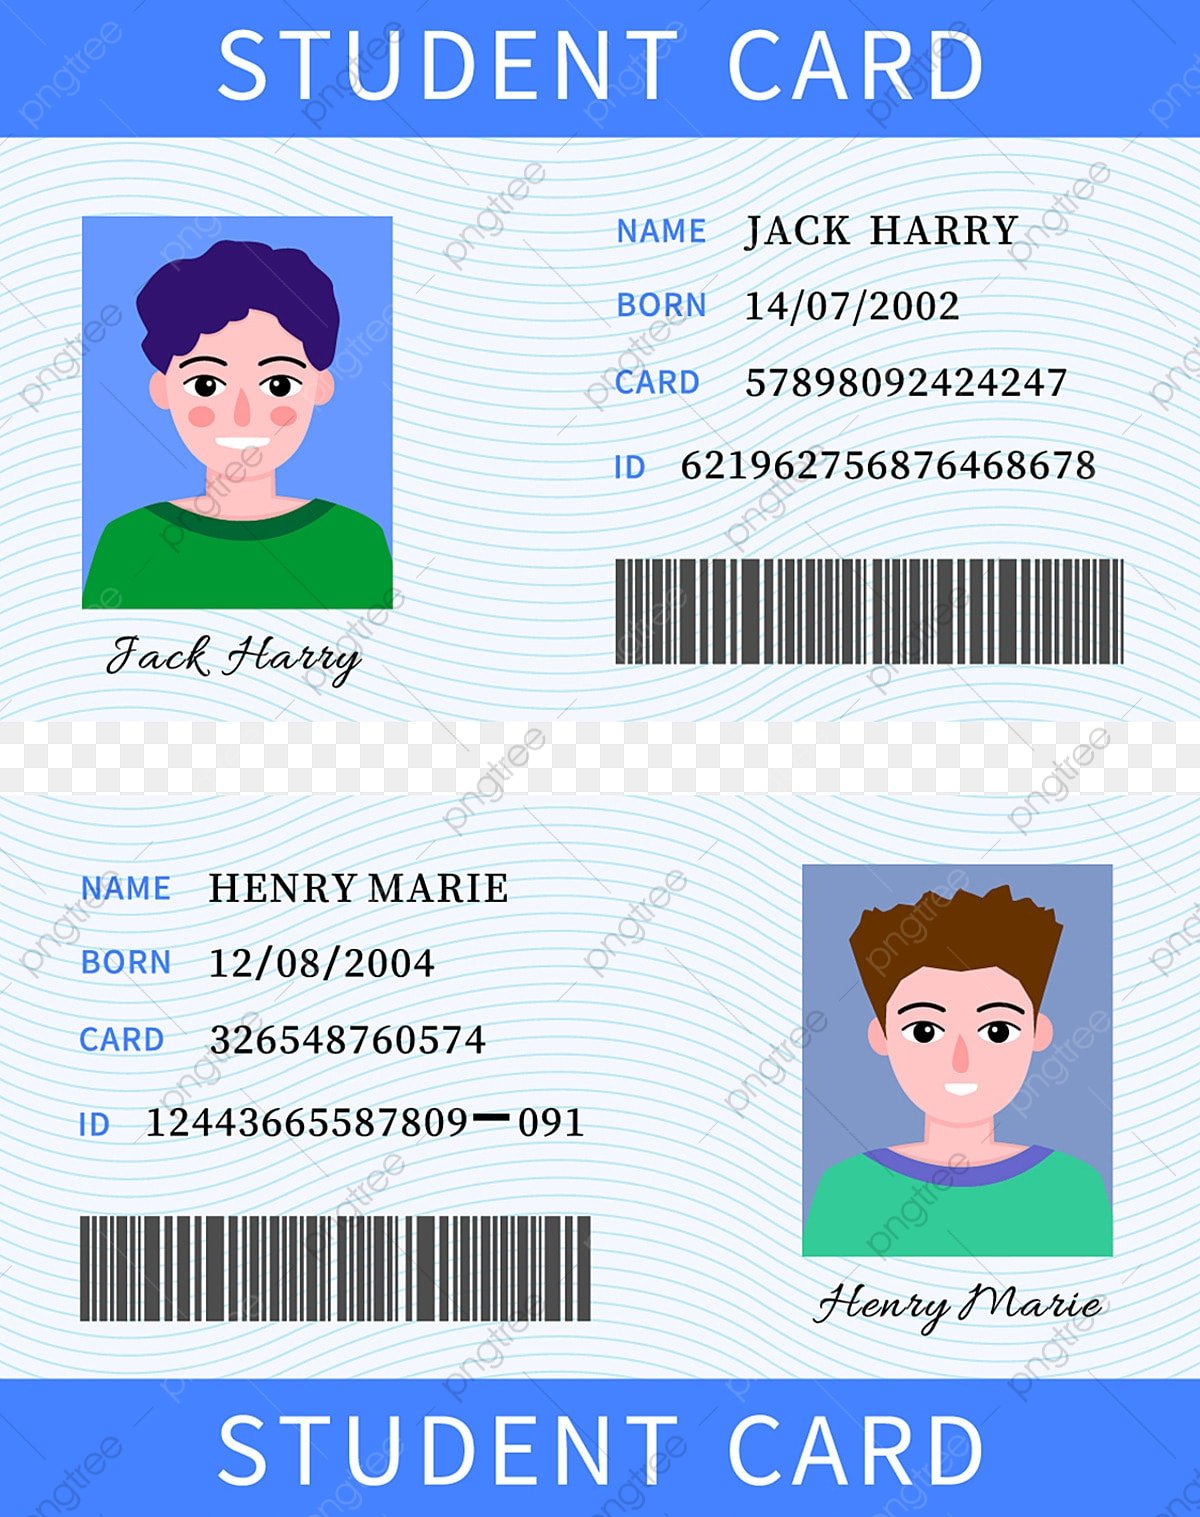 STUDENT CARD
NAME JACK HARRY
BORN 14/07/2002
CARD 57898092424247
ID 621962756876468678
Jack Harry
NAME HENRY MARIE
BORN 12/08/2004
CARD 326548760574
ID 12443665587809—091
Henry Marie
STUDENT CARD
pngtree